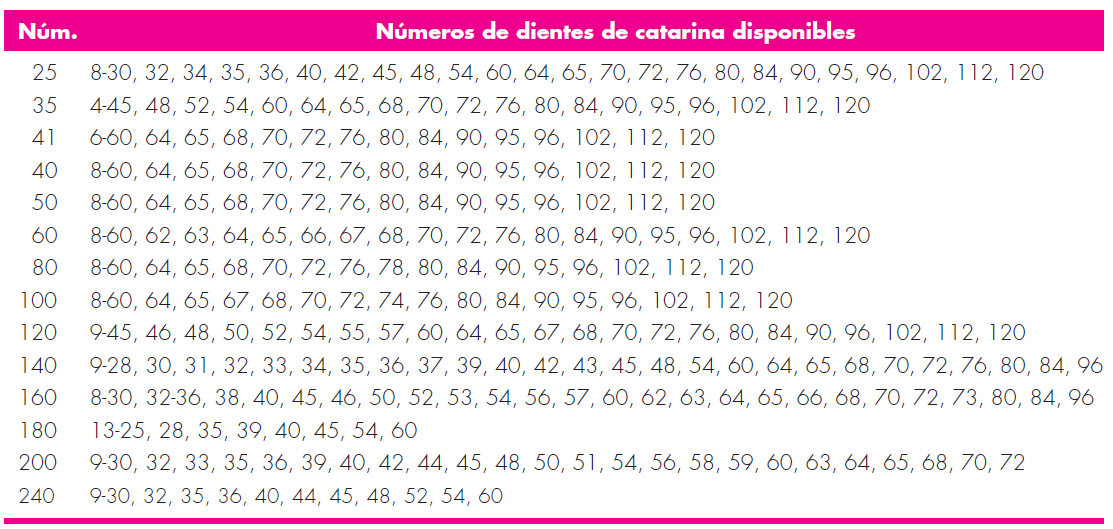 Núm. Números de dientes de catarina disponibles
25 8-30, 32, 34, 35, 36, 40, 42, 45, 48, 54, 60, 64, 65, 70, 72, 76, 80, 84, 90, 95, 96, 102, 112, 120
35 4-45, 48, 52, 54, 60, 64, 65, 68, 70, 72, 76, 80, 84, 90, 95, 96, 102, 112, 120
41 6-60, 64, 65, 68, 70, 72, 76, 80, 84, 90, 95, 96, 102, 112, 120
40 8-60, 64, 65, 68, 70, 72, 76, 80, 84, 90, 95, 96, 102, 112, 120
50 8-60, 64, 65, 68, 70, 72, 76, 80, 84, 90, 95, 96, 102, 112, 120
60 8-60, 62, 63, 64, 65, 66, 67, 68, 70, 72, 76, 80, 84, 90, 95, 96, 102, 112, 120
80 8-60, 64, 65, 68, 70, 72, 76, 78, 80, 84, 90, 95, 96, 102, 112, 120
100 8-60, 64, 65, 67, 68, 70, 72, 74, 76, 80, 84, 90, 95, 96, 102, 112, 120
120 9-45, 46, 48, 50, 52, 54, 55, 57, 60, 64, 65, 67, 68, 70, 72, 76, 80, 84, 90, 96, 102, 112, 120
140 9-28, 30, 31, 32, 33, 34, 35, 36, 37, 39, 40, 42, 43, 45, 48, 54, 60, 64, 65, 68, 70, 72, 76, 80, 84, 96
160 8-30, 32-36, 38, 40, 45, 46, 50, 52, 53, 54, 56, 57, 60, 62, 63, 64, 65, 66, 68, 70, 72, 73, 80, 84, 96
180 13-25, 28, 35, 39, 40, 45, 54, 60
200 9-30, 32, 33, 35, 36, 39, 40, 42, 44, 45, 48, 50, 51, 54, 56, 58, 59, 60, 63, 64, 65, 68, 70, 72
240 9-30, 32, 35, 36, 40, 44, 45, 48, 52, 54, 60